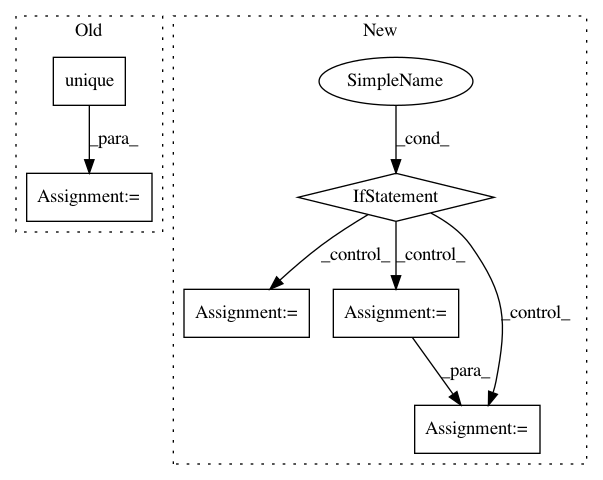 Old
New
unique
SimpleName
_para_
_cond_
Assignment:=
IfStatement
_control_
_control_
_control_
Assignment:=
Assignment:=
_para_
Assignment:=